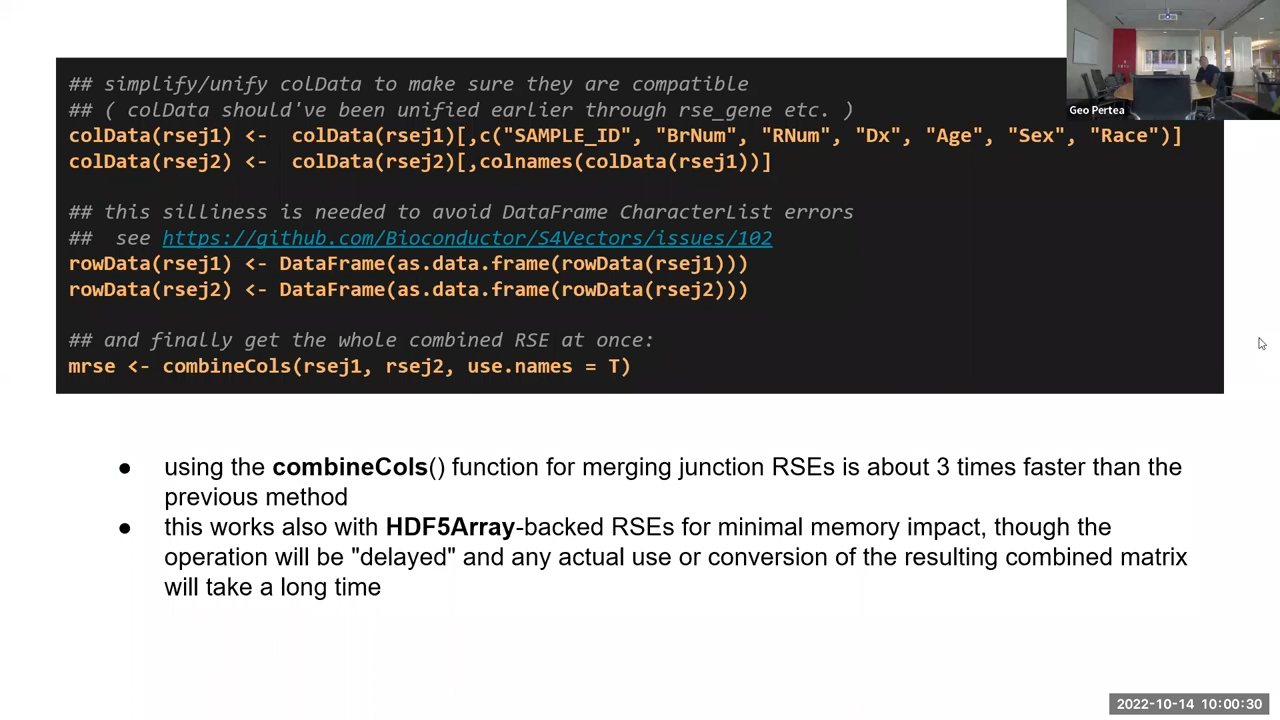 ## simplify/unify colData to make sure they are compatible
## ( colData should've been unified earlier through rse_gene etc. )
colData(rsej1) <-  colData(rsej1)[,c("SAMPLE_ID", "BrNum", "RNum", "Dx", "Age", "Sex", "Race")]
colData(rsej2) <-  colData(rsej2)[,colnames(colData(rsej1))]
## this silliness is needed to avoid DataFrame CharacterList errors
##  see https://github.com/Bioconductor/S4Vectors/issues/102
rowData(rsej1) <- DataFrame(as.data.frame(rowData(rsej1)))
rowData(rsej2) <- DataFrame(as.data.frame(rowData(rsej2)))
## and finally get the whole combined RSE at once:
mrse <- combineCols(rsej1, rsej2, use.names = T)
Geo Pertea
● using the combineCols() function for merging junction RSEs is about 3 times faster than the
previous method
● this works also with HDF5Array-backed RSEs for minimal memory impact, though the
operation will be "delayed" and any actual use or conversion of the resulting combined matrix
will take a long time
2022-10-14 10:00:30